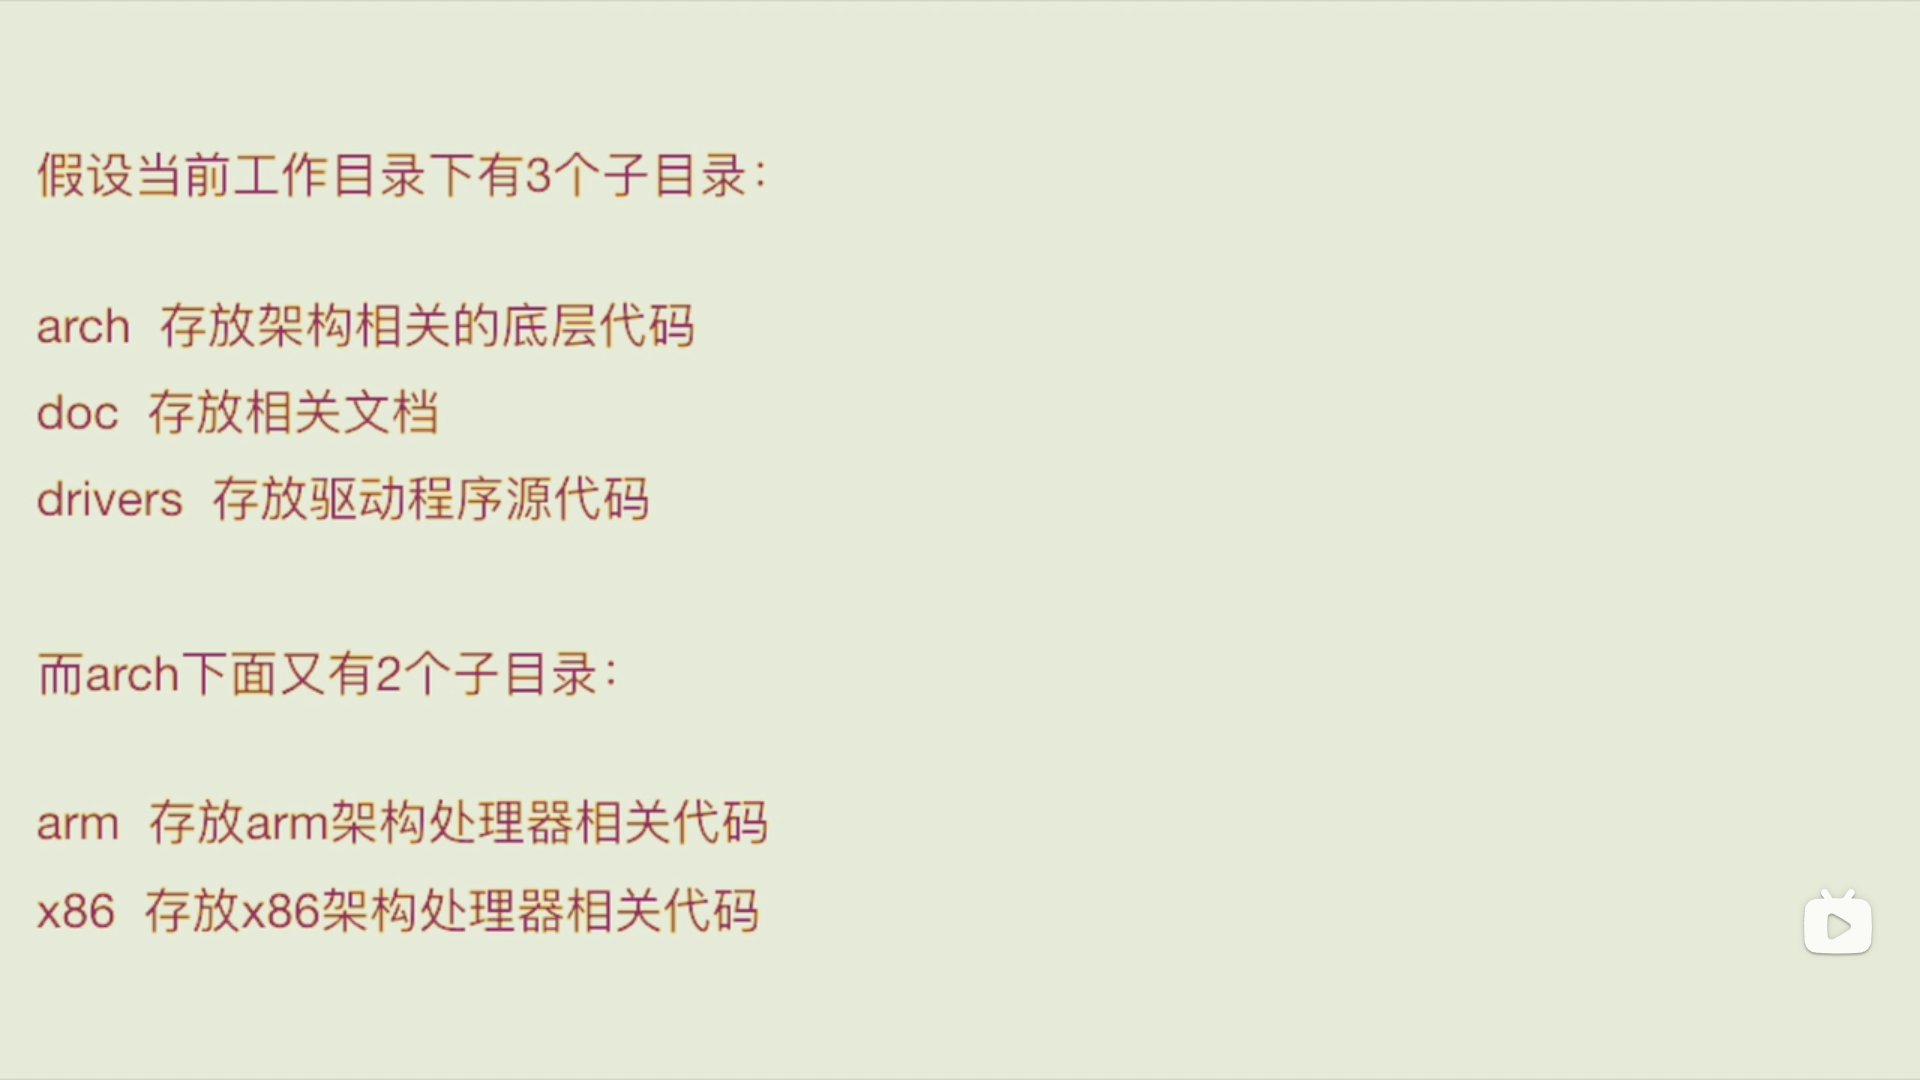 假设当前工作目录下有3个子目录：
arch 存放架构相关的底层代码
doc 存放相关文档
drivers 存放驱动程序源代码
而arch下面又有2个子目录：
arm 存放arm架构处理器相关代码
x86 存放x86架构处理器相关代码